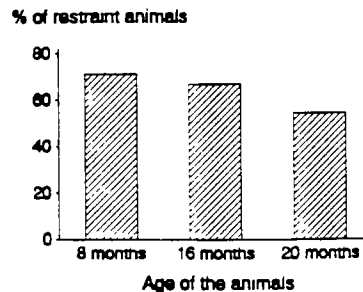 % of restraint animals
80
60
40
20
0
8 months 16 months 20 months
Age of the animals